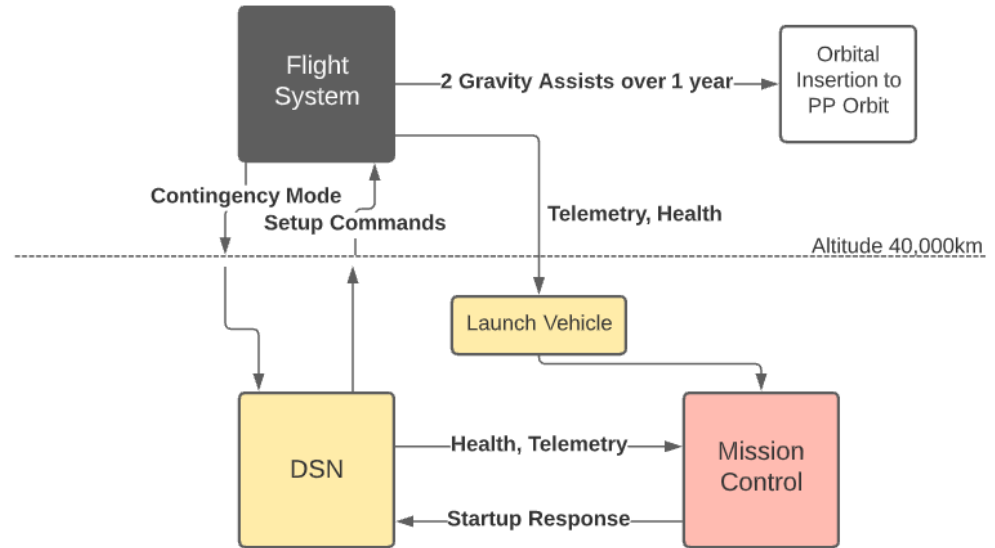 Flight
System
2 Gravity Assists over 1 year
Orbital
Insertion to
PP Orbit
Contingency Mode
Setup Commands
Telemetry, Health
Altitude 40,000km
Launch Vehicle
DSN
Health, Telemetry
Mission
Control
Startup Response